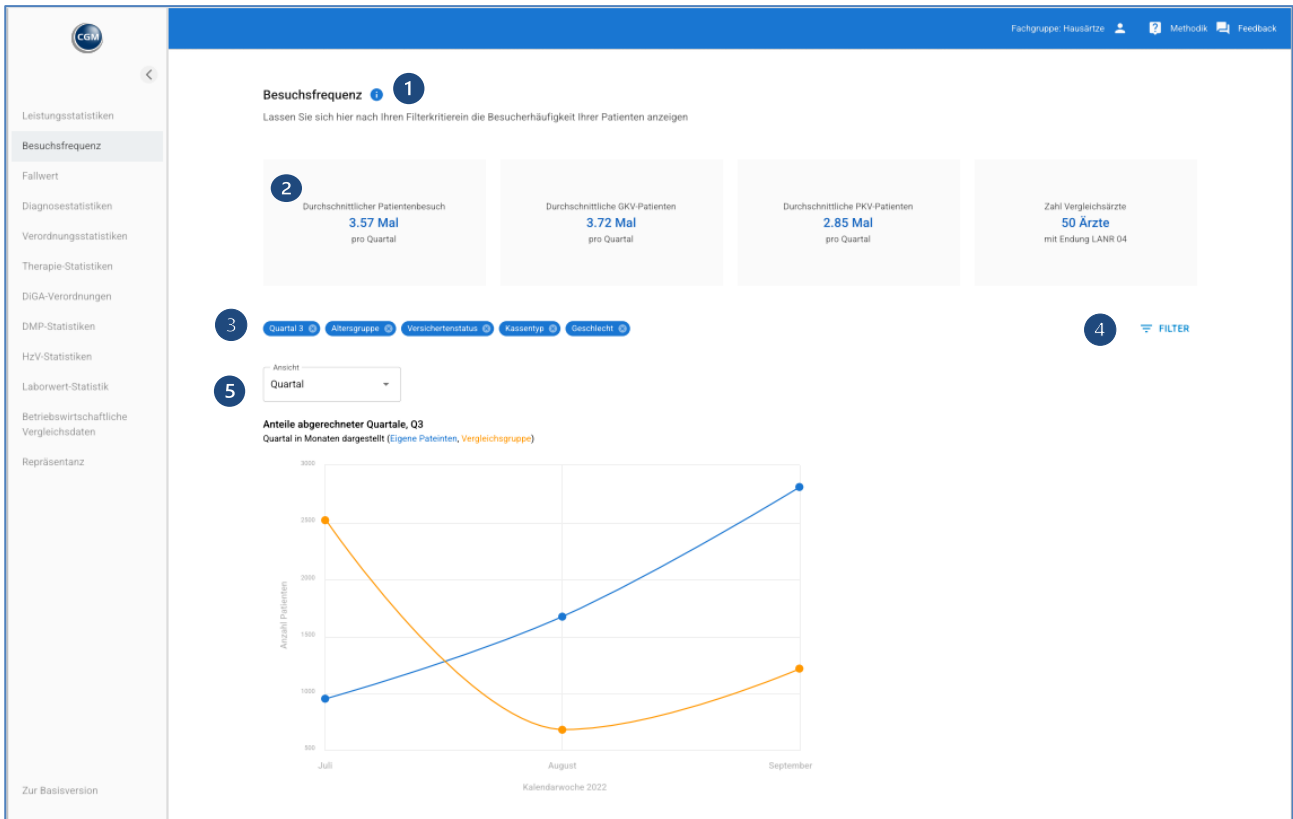 CGM
Fachgruppe: Hausärtze
Methodik
Feedback
Leistungsstatistiken
Besuchsfrequenz
Fallwert
Diagnosestatistiken
Verordnungsstatistiken
Therapie-Statistiken
DiGA-Verordnungen
DMP-Statistiken
HzV-Statistiken
Laborwert-Statistik
Betriebswirtschaftliche
Vergleichsdaten
Repräsentanz
Zur Basisversion
Besuchsfrequenz i 1
Lassen Sie sich hier nach Ihren Filterkritierein die Besucherhäufigkeit Ihrer Patienten anzeigen
2
Durchschnittlicher Patientenbesuch
3.57 Mal
pro Quartal
Durchschnittliche GKV-Patienten
3.72 Mal
pro Quartal
Durchschnittliche PKV-Patienten
2.85 Mal
pro Quartal
Zahl Vergleichsärzte
50 Ärzte
mit Endung LANR 04
3
Quartal 3
Altersgruppe
Versichertenstatus
Kassentyp
Geschlecht
4
FILTER
5
Ansicht
Quartal
Anteile abgerechneter Quartale, Q3
Quartal in Monaten dargestellt (Eigene Pateinten, Vergleichsgruppe)
Anzahl Patienten
3000
2500
2000
1500
1000
500
Juli
August
September
Kalendarwoche 2022